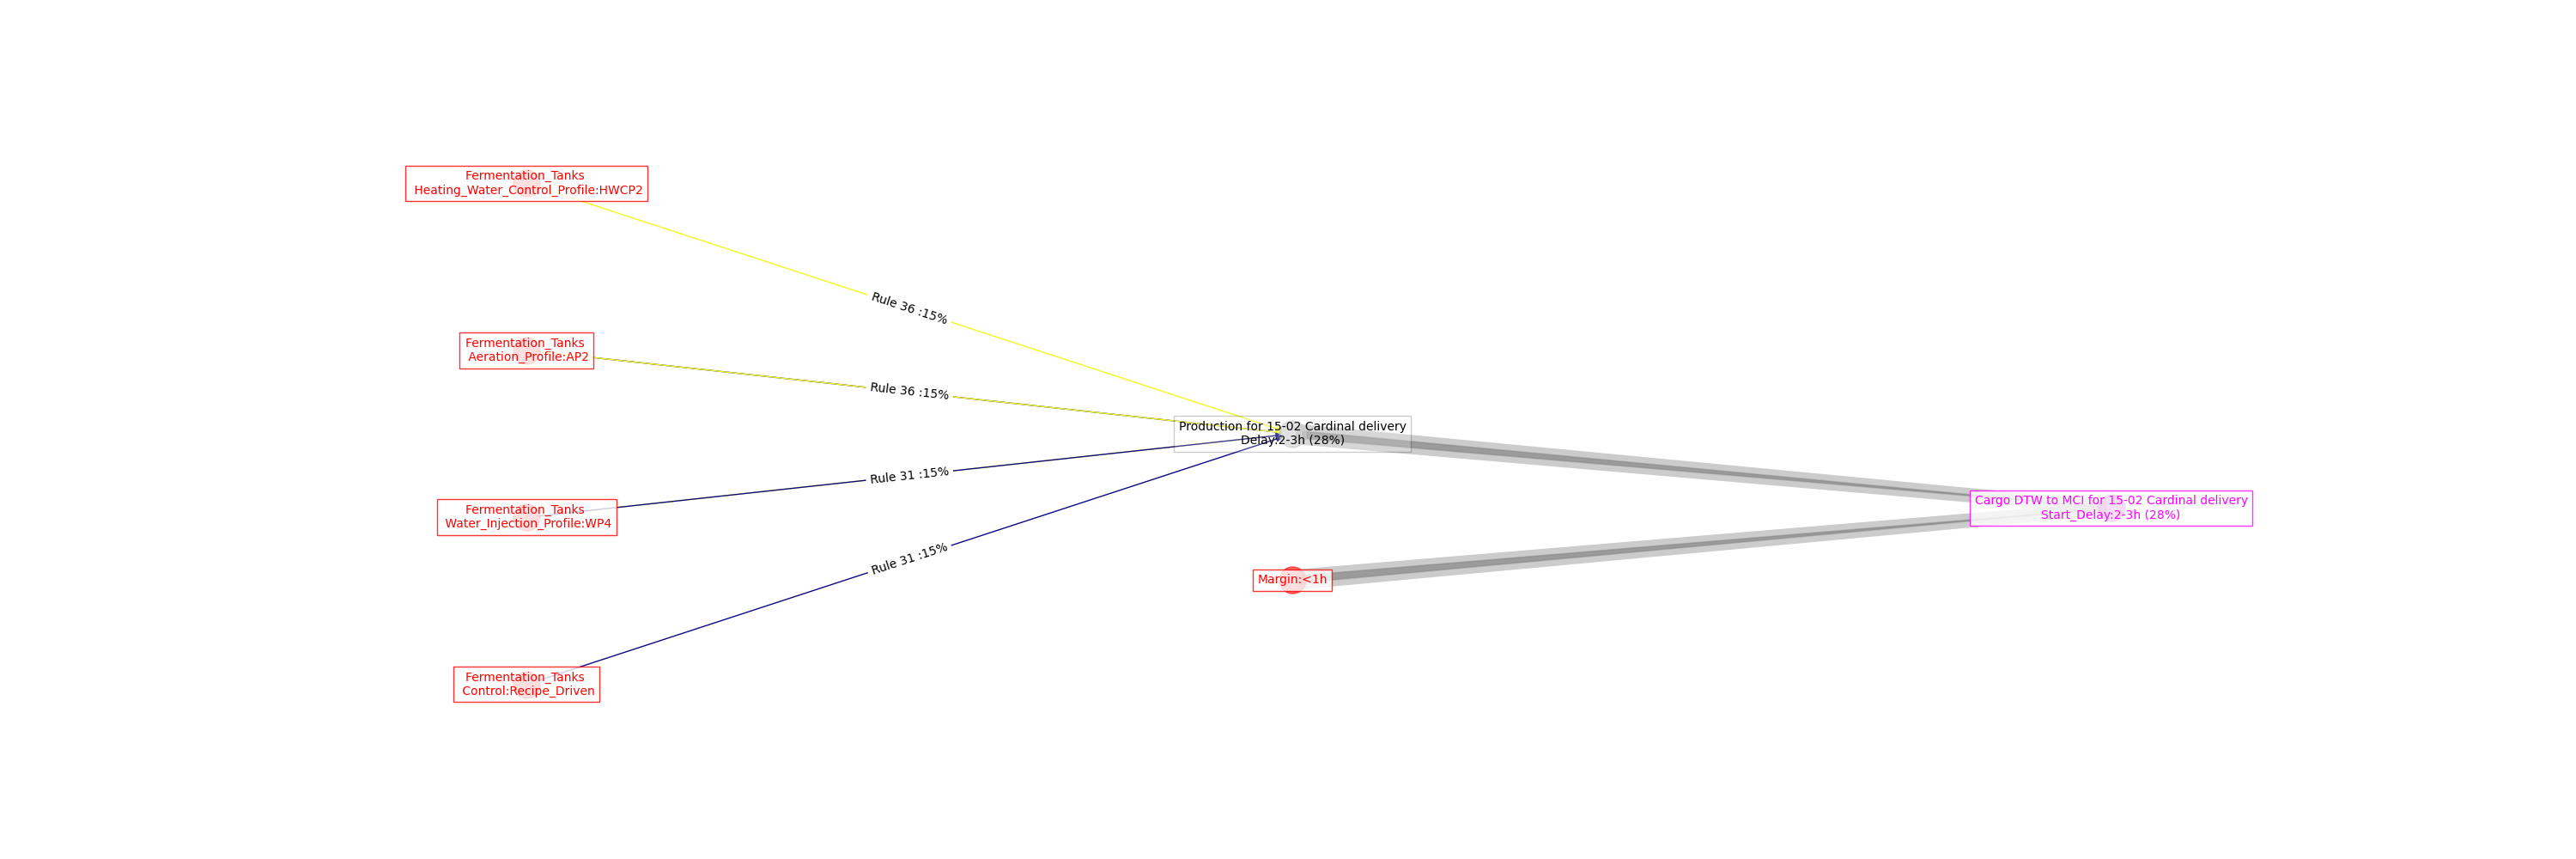 Fermentation_Tanks
Heating_Water_Control_Profile:HWCP2
Rule 36 :15%
Fermentation_Tanks
Aeration_Profile:AP2
Rule 36 :15%
Production for 15-02 Cardinal delivery
Delay:2-3h (28%)
Rule 31 :15%
Fermentation_Tanks
Water_Injection_Profile:WP4
Cargo DTW to MCI for 15-02 Cardinal delivery
Start_Delay:2-3h (28%)
Rule 31 :15%
Margin:<1h
Fermentation_Tanks
Control:Recipe_Driven